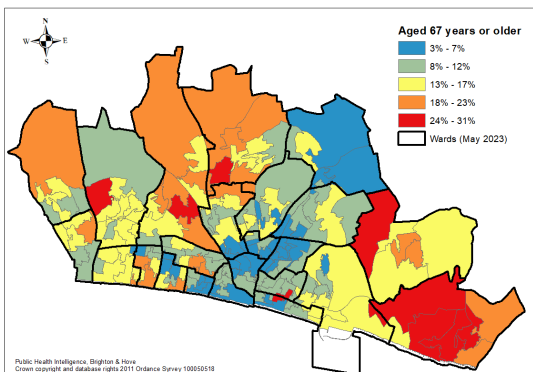 N
W E
S
Aged 67 years or older
3% - 7%
8% - 12%
13% - 17%
18% - 23%
24% - 31%
Wards (May 2023)
Public Health Intelligence, Brighton & Hove
Crown copyright and database rights 2011 Ordance Survey 100050518